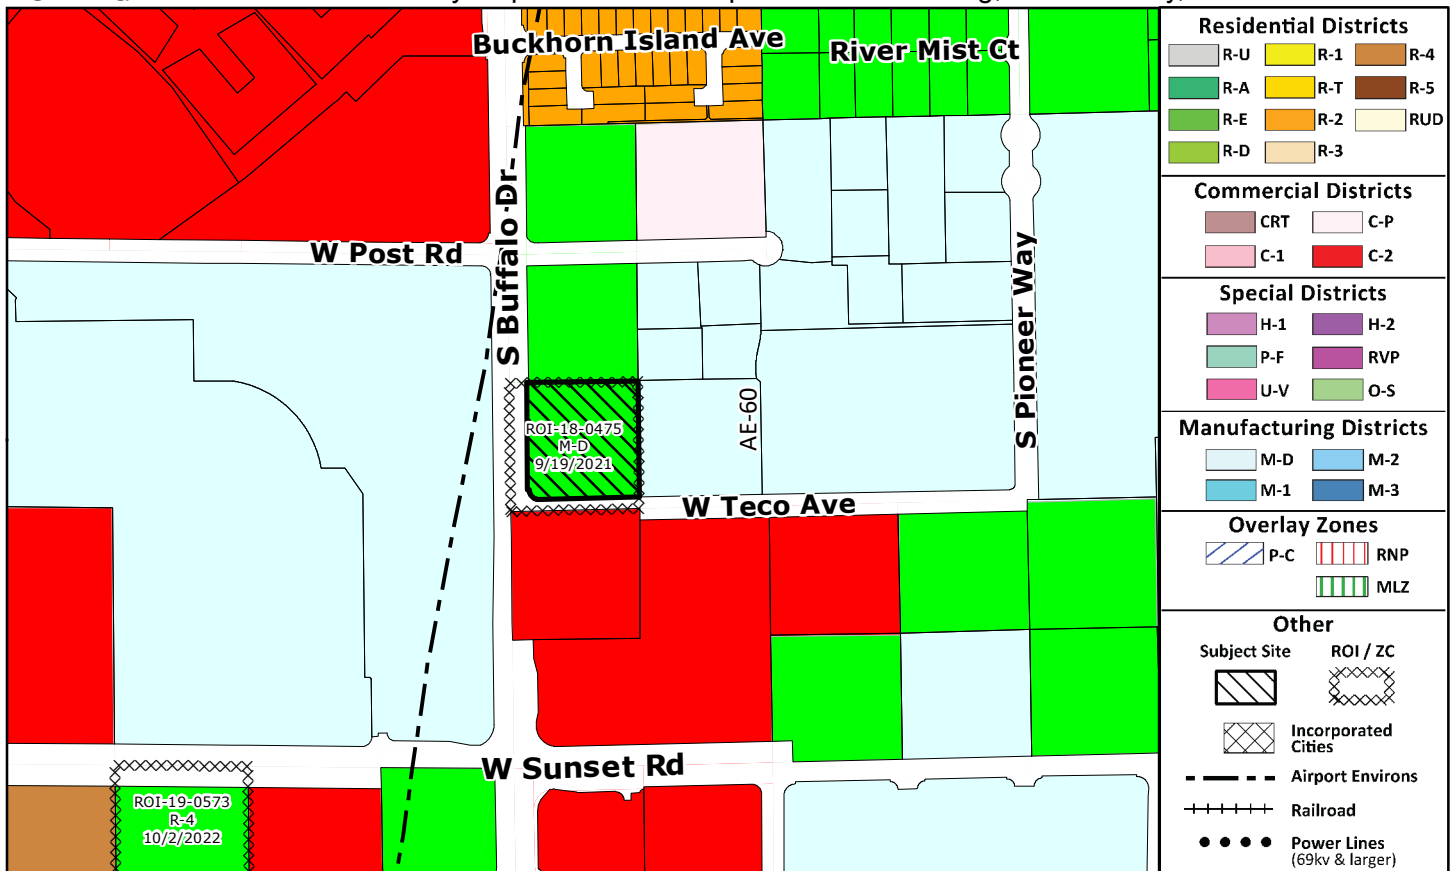 Buckhorn Island Ave
River Mist Ct
S Buffalo Dr
W Post Rd
S Buffalo Dr
S Pioneer Way
AE-60
ROI-18-0475
M-D
9/19/2021
W Teco Ave
W Sunset Rd
ROI-19-0573
R-4
10/2/2022
Residential Districts
R-U R-1 R-4
R-A R-T R-5
R-E R-2 RUD
R-D R-3
Commercial Districts
CRT C-P
C-1 C-2
Special Districts
H-1 H-2
P-F RVP
U-V O-S
Manufacturing Districts
M-D M-2
M-1 M-3
Overlay Zones
P-C RNP
MLZ
Other
Subject Site ROI / ZC
Incorporated
Cities
Airport Environs
Railroad
Power Lines
(69kv & larger)